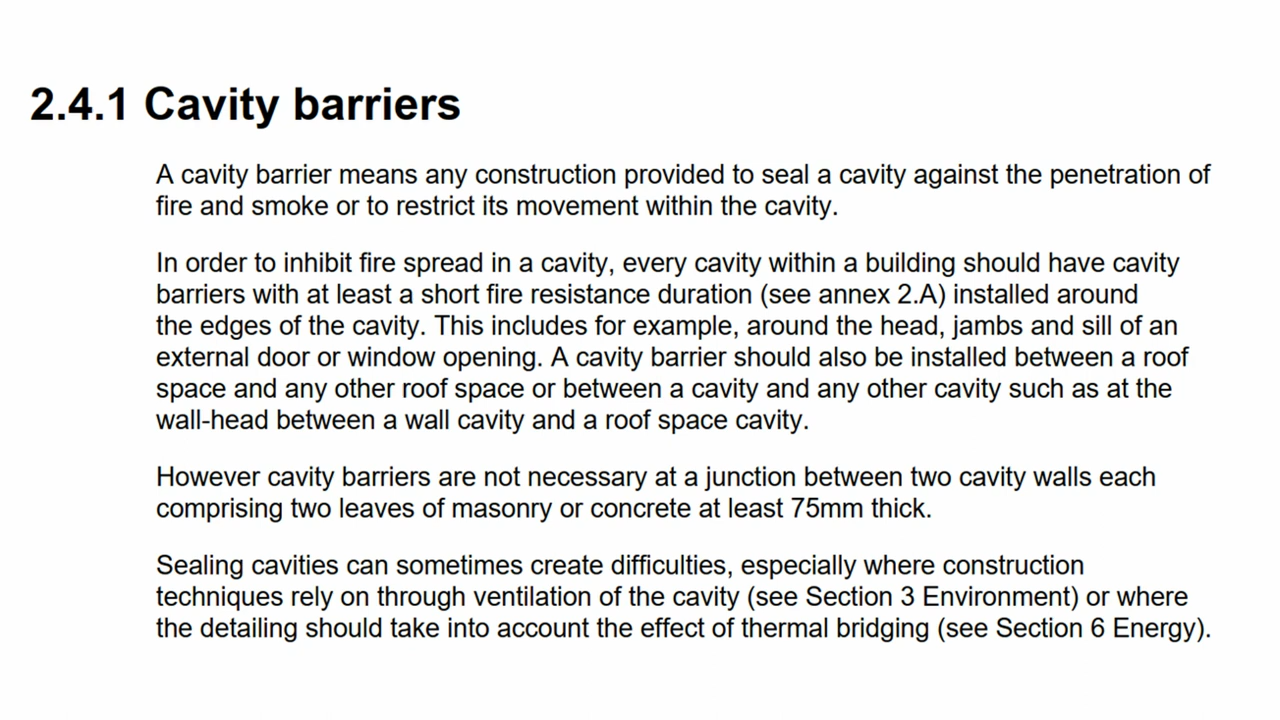 2.4.1 Cavity barriers
A cavity barrier means any construction provided to seal a cavity against the penetration of
fire and smoke or to restrict its movement within the cavity.
In order to inhibit fire spread in a cavity, every cavity within a building should have cavity
barriers with at least a short fire resistance duration (see annex 2.A) installed around
the edges of the cavity. This includes for example, around the head, jambs and sill of an
external door or window opening. A cavity barrier should also be installed between a roof
space and any other roof space or between a cavity and any other cavity such as at the
wall-head between a wall cavity and a roof space cavity.
However cavity barriers are not necessary at a junction between two cavity walls each
comprising two leaves of masonry or concrete at least 75mm thick.
Sealing cavities can sometimes create difficulties, especially where construction
techniques rely on through ventilation of the cavity (see Section 3 Environment) or where
the detailing should take into account the effect of thermal bridging (see Section 6 Energy).